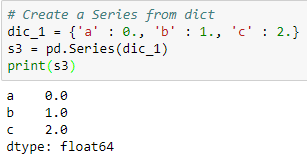 # Create a Series from dict
dic_1 = {'a' : 0., 'b' : 1., 'c' : 2.}
s3 = pd.Series(dic_1)
print(s3)
a    0.0
b    1.0
c    2.0
dtype: float64